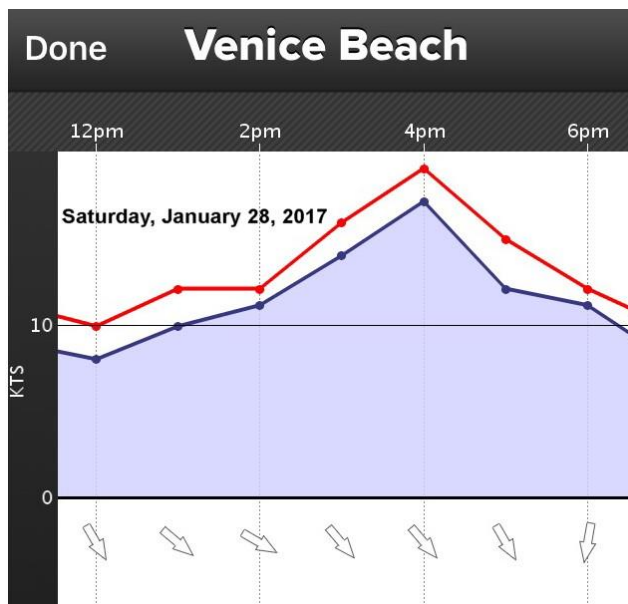 Done Venice Beach
12pm 2pm 4pm 6pm
Saturday, January 28, 2017
10
KTS
0